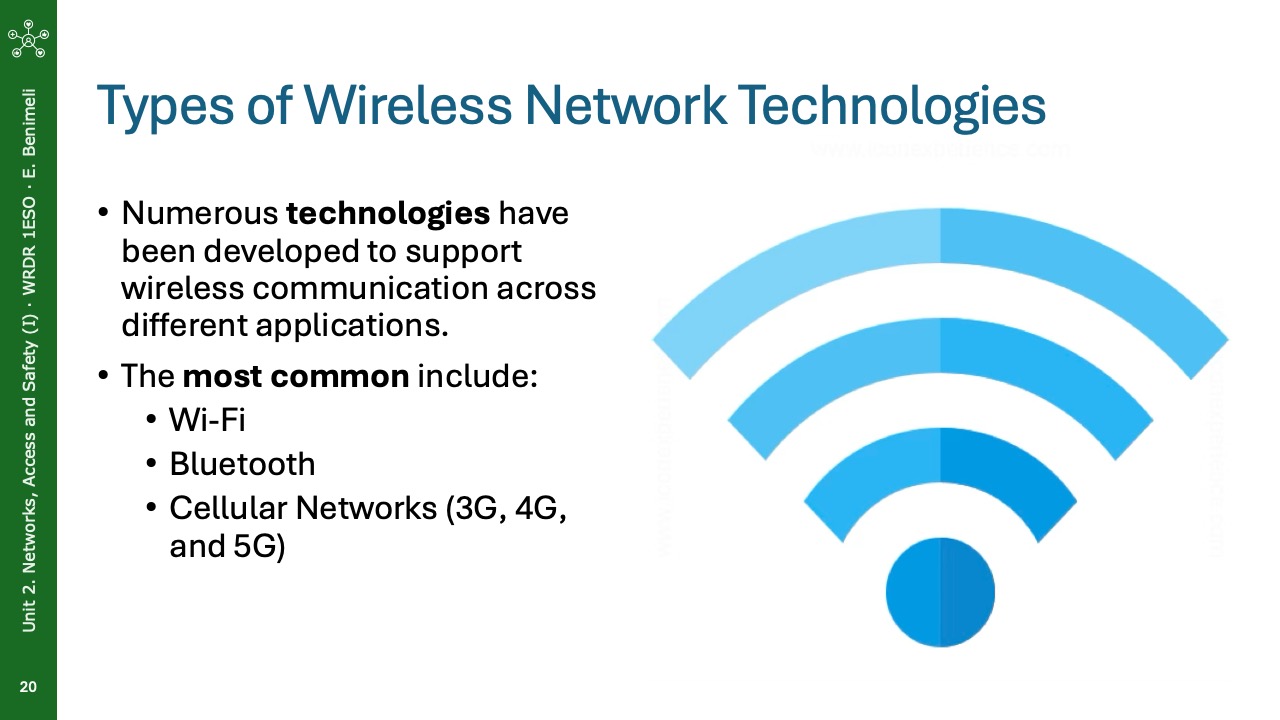 Types of Wireless Network Technologies
• Numerous technologies have
been developed to support
wireless communication across
different applications.
• The most common include:
• Wi-Fi
• Bluetooth
• Cellular Networks (3G, 4G,
and 5G)
Unit 2. Networks, Access and Safety (I) · WRDR 1ESO · E. Benimeli
20